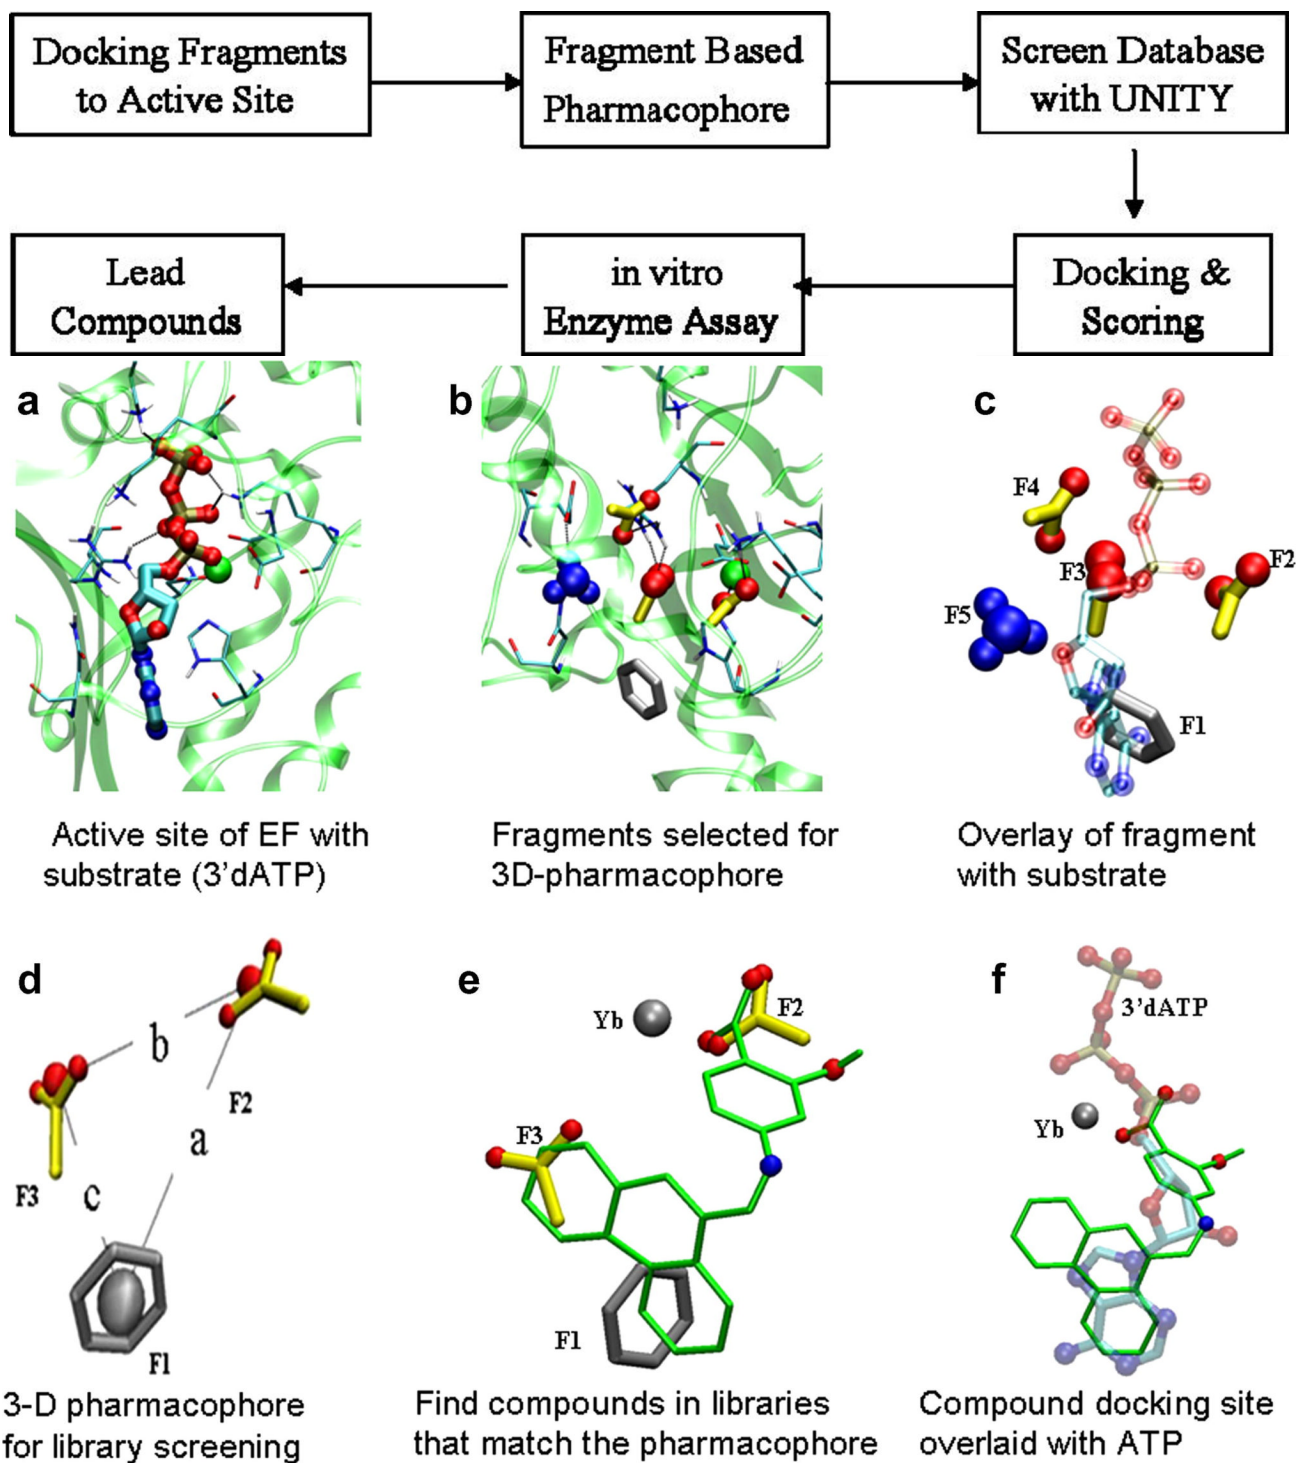 Docking Fragments
to Active Site
Fragment Based
Pharmacophore
Screen Database
with UNITY
Lead
Compounds
in vitro
Enzyme Assay
Docking &
Scoring
a
b
c
F4
F3
F2
F5
F1
Active site of EF with
substrate (3'dATP)
Fragments selected for
3D-pharmacophore
Overlay of fragment
with substrate
d
b
F2
a
F3
c
F1
3-D pharmacophore
for library screening
e
Yb
F2
F3
F1
Find compounds in libraries
that match the pharmacophore
f
3'dATP
Yb
Compound docking site
overlaid with ATP